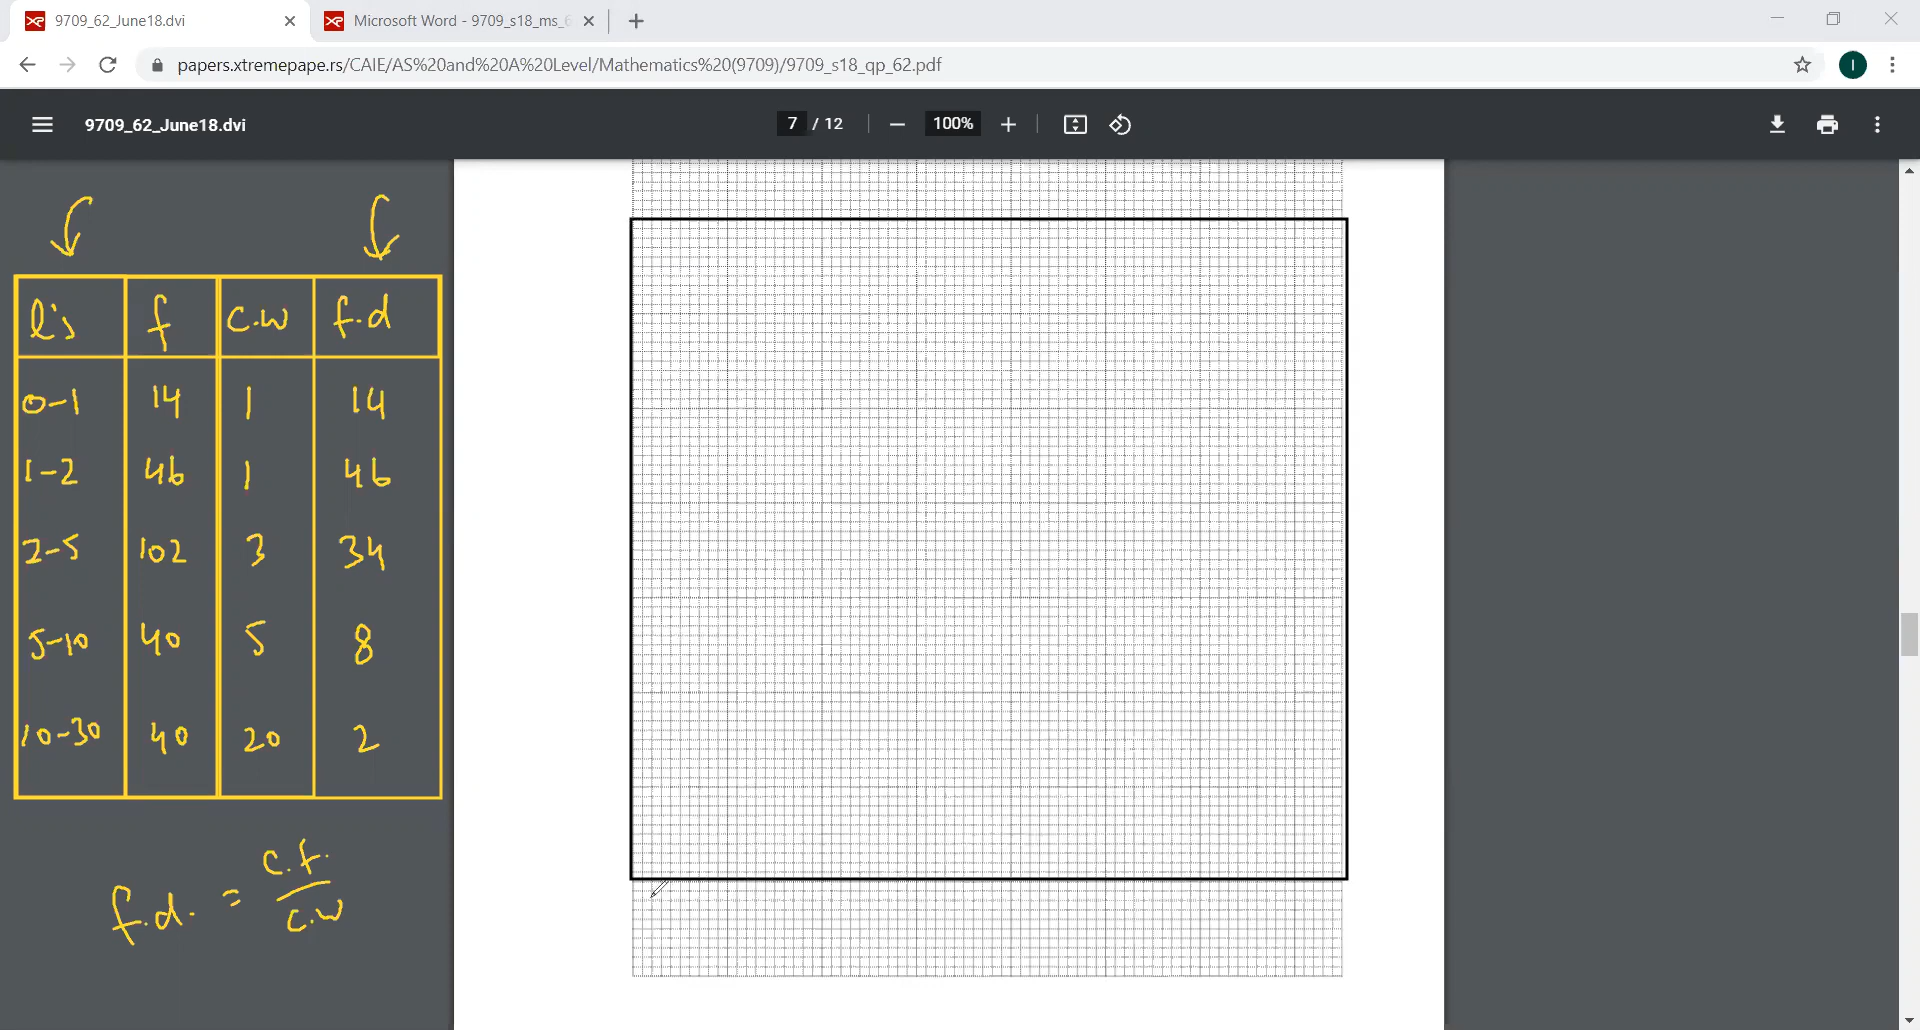 9709_62_June18.dvi
Microsoft Word - 9709_s18_ms_6
papers.xtremepape.rs/CAIE/AS%20and%20A%20Level/Mathematics%20(9709)/9709_s18_qp_62.pdf
I
9709_62_June18.dvi
7 / 12
100%
l's f c.w f.d
0-1 14 1 14
1-2 46 1 46
2-5 102 3 34
5-10 40 5 8
10-30 40 20 2
f.d. = c.f. / c.w